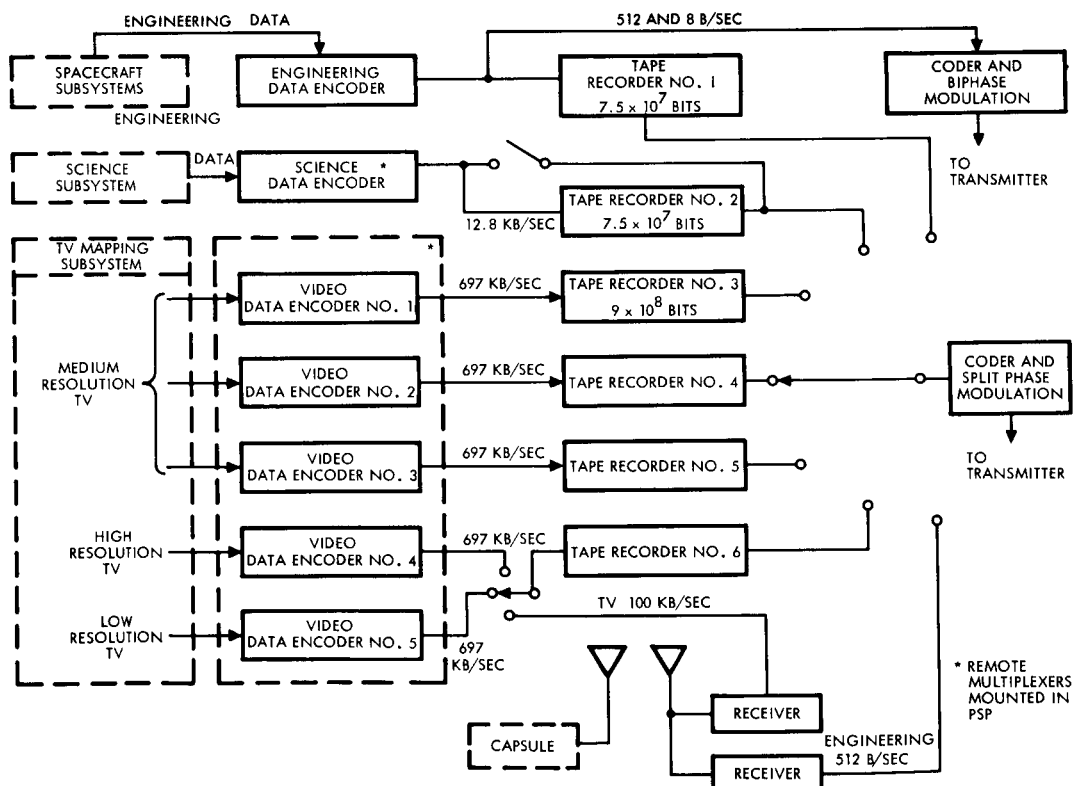 ENGINEERING DATA
512 AND 8 B/SEC
SPACECRAFT
SUBSYSTEMS
ENGINEERING
DATA ENCODER
TAPE
RECORDER NO. 1
7.5 x 10^7 BITS
CODER AND
BIPHASE
MODULATION
ENGINEERING
TO
TRANSMITTER
SCIENCE
SUBSYSTEM
DATA
SCIENCE *
DATA ENCODER
12.8 KB/SEC
TAPE RECORDER NO. 2
7.5 x 10^7 BITS
TV MAPPING
SUBSYSTEM
*
VIDEO
DATA ENCODER NO. 1
697 KB/SEC
TAPE RECORDER NO. 3
9 x 10^8 BITS
MEDIUM
RESOLUTION
TV
VIDEO
DATA ENCODER NO. 2
697 KB/SEC
TAPE RECORDER NO. 4
CODER AND
SPLIT PHASE
MODULATION
VIDEO
DATA ENCODER NO. 3
697 KB/SEC
TAPE RECORDER NO. 5
TO
TRANSMITTER
HIGH
RESOLUTION
TV
VIDEO
DATA ENCODER NO. 4
697 KB/SEC
TAPE RECORDER NO. 6
LOW
RESOLUTION
TV
VIDEO
DATA ENCODER NO. 5
697
KB/SEC
TV 100 KB/SEC
* REMOTE
MULTIPLEXERS
MOUNTED IN
PSP
CAPSULE
RECEIVER
RECEIVER
ENGINEERING
512 B/SEC